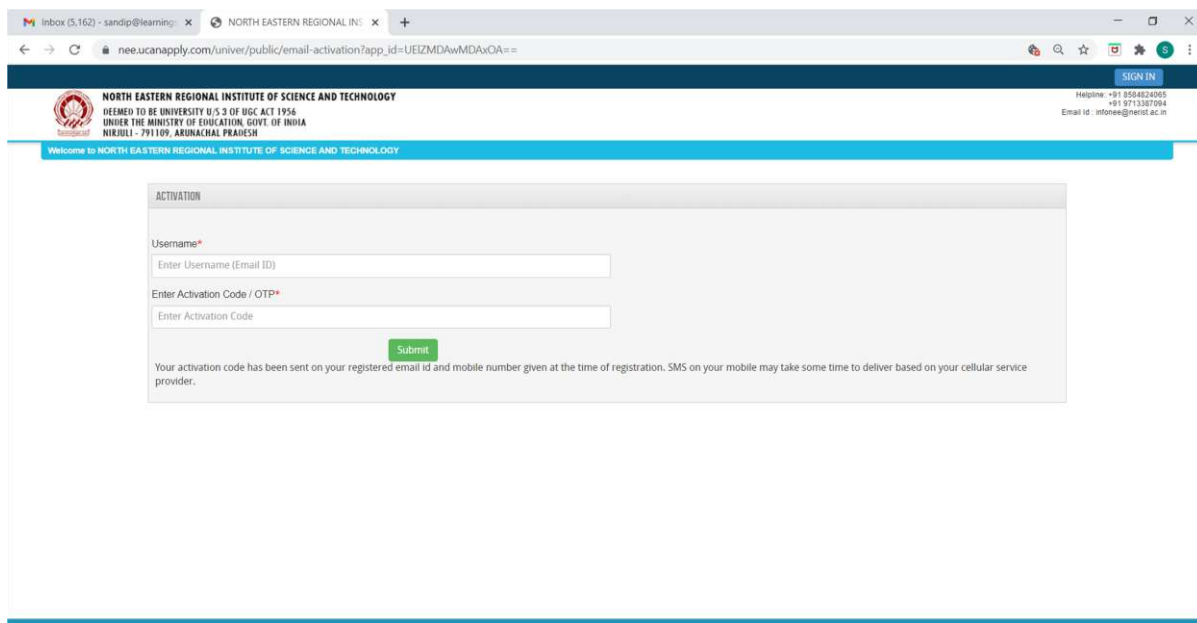 Inbox (5,162) - sandip@learning
NORTH EASTERN REGIONAL INS
nee.ucanapply.com/univer/public/email-activation?app_id=UElZMDAwMDAxOA==
S
SIGN IN
NORTH EASTERN REGIONAL INSTITUTE OF SCIENCE AND TECHNOLOGY
DEEMED TO BE UNIVERSITY U/S 3 OF UGC ACT 1956
UNDER THE MINISTRY OF EDUCATION, GOVT. OF INDIA
NIRJULI - 791109, ARUNACHAL PRADESH
Helpline: +91 8584824065
+91 9713387094
Email Id : infonee@nerist.ac.in
Welcome to NORTH EASTERN REGIONAL INSTITUTE OF SCIENCE AND TECHNOLOGY
ACTIVATION
Username*
Enter Username (Email ID)
Enter Activation Code / OTP*
Enter Activation Code
Submit
Your activation code has been sent on your registered email id and mobile number given at the time of registration. SMS on your mobile may take some time to deliver based on your cellular service
provider.